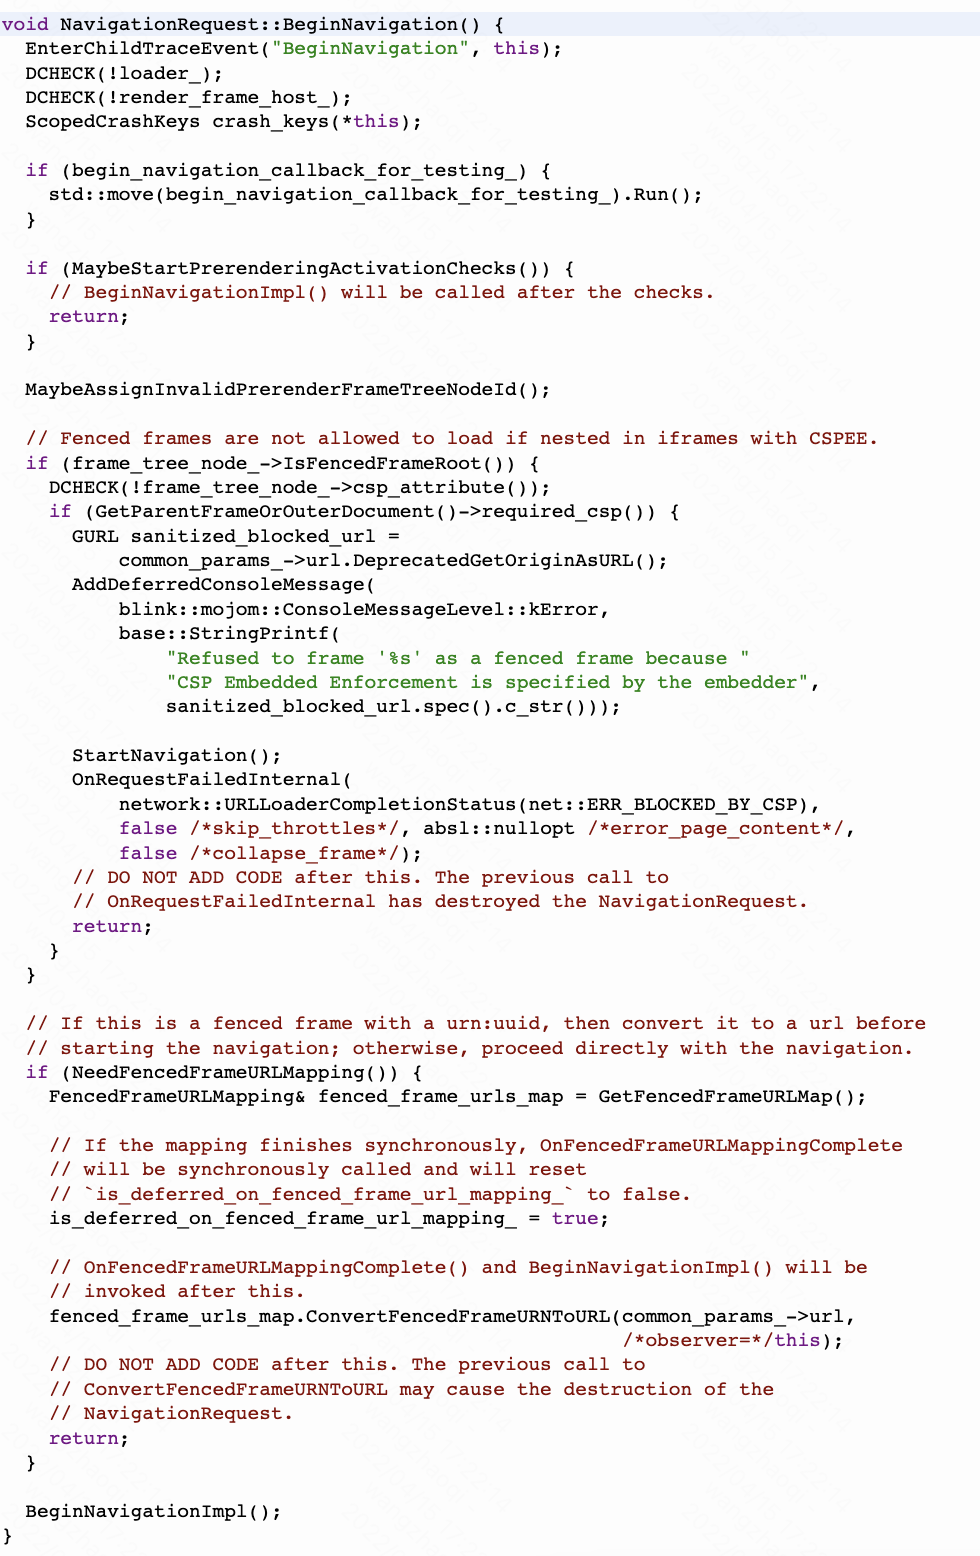 void NavigationRequest::BeginNavigation() {
  EnterChildTraceEvent("BeginNavigation", this);
  DCHECK(!loader_);
  DCHECK(!render_frame_host_);
  ScopedCrashKeys crash_keys(*this);

  if (begin_navigation_callback_for_testing_) {
    std::move(begin_navigation_callback_for_testing_).Run();
  }

  if (MaybeStartPrerenderingActivationChecks()) {
    // BeginNavigationImpl() will be called after the checks.
    return;
  }

  MaybeAssignInvalidPrerenderFrameTreeNodeId();

  // Fenced frames are not allowed to load if nested in iframes with CSPEE.
  if (frame_tree_node_->IsFencedFrameRoot()) {
    DCHECK(!frame_tree_node_->csp_attribute());
    if (GetParentFrameOrOuterDocument()->required_csp()) {
      GURL sanitized_blocked_url =
          common_params_->url.DeprecatedGetOriginAsURL();
      AddDeferredConsoleMessage(
          blink::mojom::ConsoleMessageLevel::kError,
          base::StringPrintf(
              "Refused to frame '%s' as a fenced frame because "
              "CSP Embedded Enforcement is specified by the embedder",
              sanitized_blocked_url.spec().c_str()));

      StartNavigation();
      OnRequestFailedInternal(
          network::URLLoaderCompletionStatus(net::ERR_BLOCKED_BY_CSP),
          false /*skip_throttles*/, absl::nullopt /*error_page_content*/,
          false /*collapse_frame*/);
      // DO NOT ADD CODE after this. The previous call to
      // OnRequestFailedInternal has destroyed the NavigationRequest.
      return;
    }
  }

  // If this is a fenced frame with a urn:uuid, then convert it to a url before
  // starting the navigation; otherwise, proceed directly with the navigation.
  if (NeedFencedFrameURLMapping()) {
    FencedFrameURLMapping& fenced_frame_urls_map = GetFencedFrameURLMap();

    // If the mapping finishes synchronously, OnFencedFrameURLMappingComplete
    // will be synchronously called and will reset
    // `is_deferred_on_fenced_frame_url_mapping_` to false.
    is_deferred_on_fenced_frame_url_mapping_ = true;

    // OnFencedFrameURLMappingComplete() and BeginNavigationImpl() will be
    // invoked after this.
    fenced_frame_urls_map.ConvertFencedFrameURNToURL(common_params_->url,
                                                     /*observer=*/this);
    // DO NOT ADD CODE after this. The previous call to
    // ConvertFencedFrameURNToURL may cause the destruction of the
    // NavigationRequest.
    return;
  }

  BeginNavigationImpl();
}